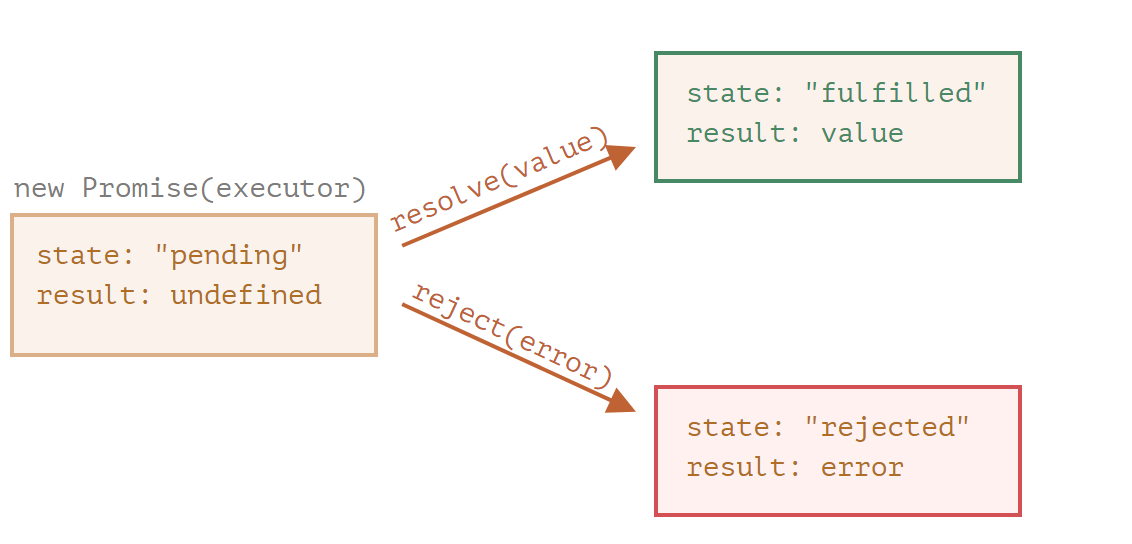 new Promise(executor)
state: "pending"
result: undefined
resolve(value)
reject(error)
state: "fulfilled"
result: value
state: "rejected"
result: error